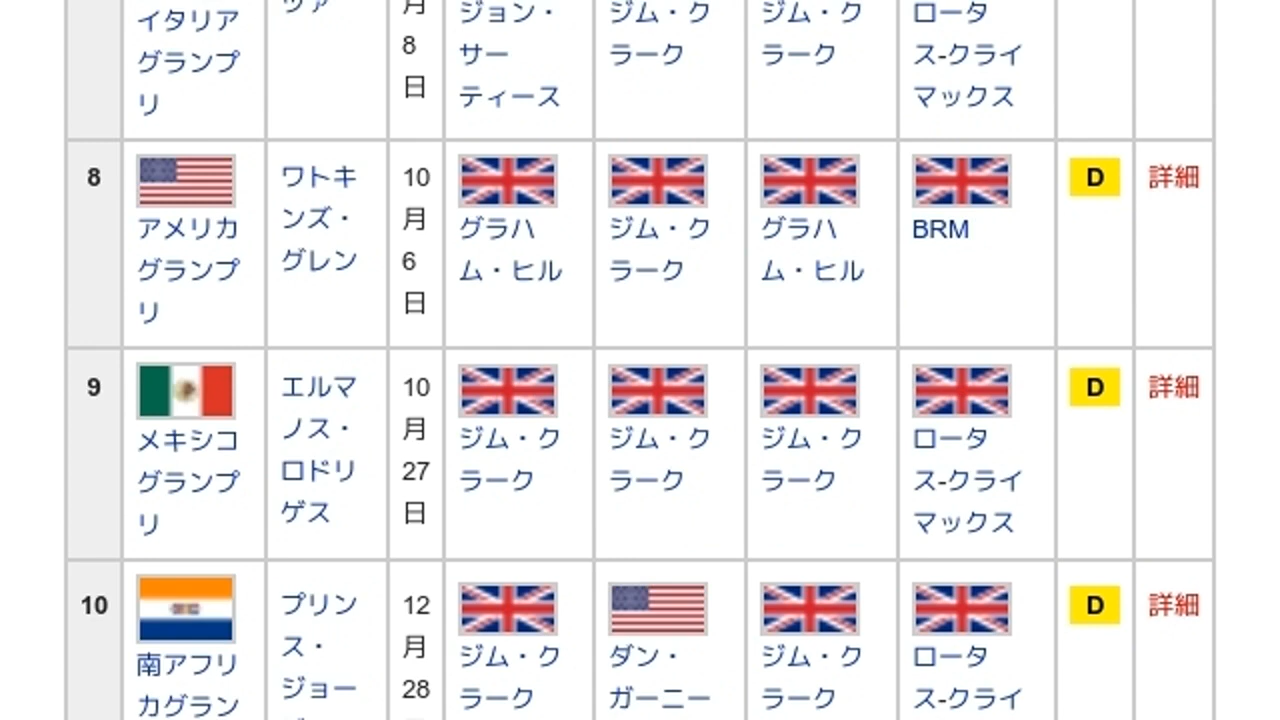 イタリア
グランプ
リ
8
日
ジョン・
サー
ティース
ジム・ク
ラーク
ジム・ク
ラーク
ロータ
ス-クライ
マックス
8
アメリカ
グランプ
リ
ワトキ
ンズ・
グレン
10
月
6
日
グラハ
ム・ヒル
ジム・ク
ラーク
グラハ
ム・ヒル
BRM
D
詳細
9
メキシコ
グランプ
リ
エルマ
ノス・
ロドリ
ゲス
10
月
27
日
ジム・ク
ラーク
ジム・ク
ラーク
ジム・ク
ラーク
ロータ
ス-クライ
マックス
D
詳細
10
南アフリ
カグラン
プリン
ス・
ジョー
12
月
28
ジム・ク
ラーク
ダン・
ガーニー
ジム・ク
ラーク
ロータ
ス-クライ
D
詳細